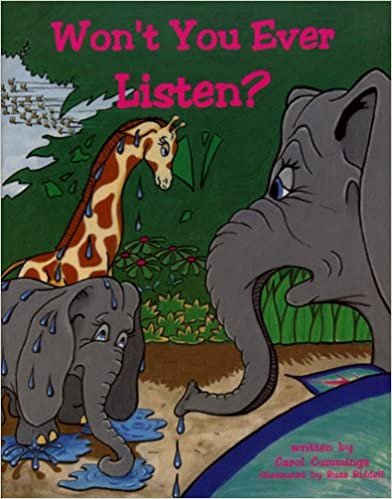 Won't You Ever
Listen?
written by
Carol Cummings
illustrated by Russ Riddell